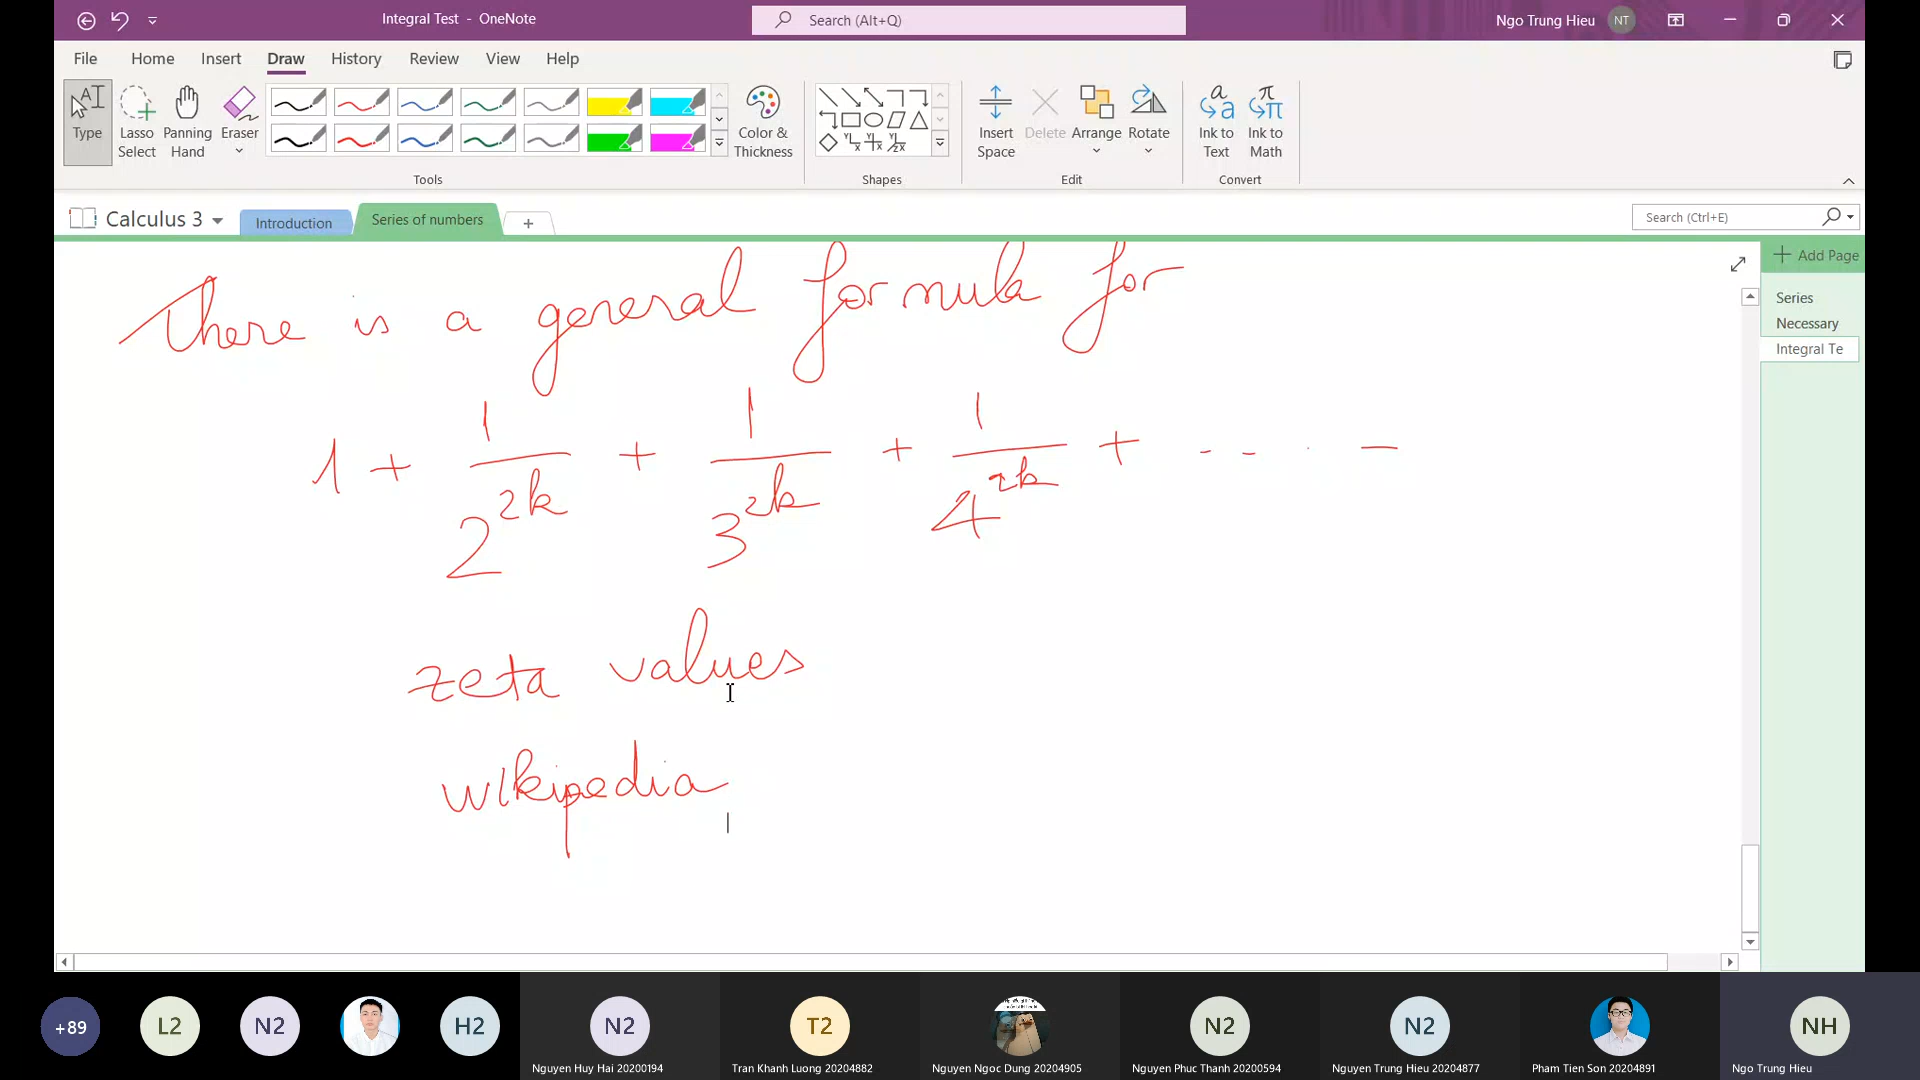 Integral Test - OneNote
Search (Alt+Q)
Ngo Trung Hieu NT
File Home Insert Draw History Review View Help
Type Lasso Select Panning Hand Eraser Color & Thickness Insert Space Delete Arrange Rotate Ink to Text Ink to Math
Tools Shapes Edit Convert
Calculus 3 Introduction Series of numbers + Search (Ctrl+E)
Add Page
Series
Necessary
Integral Te
There is a general formula for
1 + 1/2^{2k} + 1/3^{2k} + 1/4^{2k} + -- . -
zeta values
wikipedia
+89 L2 N2 H2 N2 T2 N2 N2 NH
Nguyen Huy Hai 20200194 Tran Khanh Luong 20204882 Nguyen Ngoc Dung 20204905 Nguyen Phuc Thanh 20200594 Nguyen Trung Hieu 20204877 Pham Tien Son 20204891 Ngo Trung Hieu